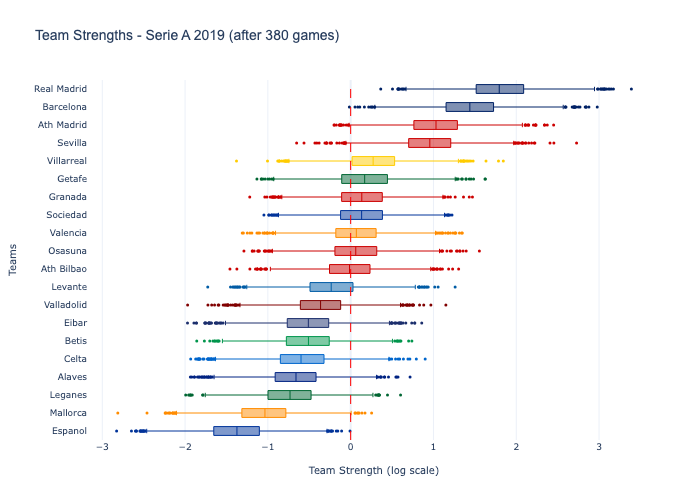 Team Strengths - Serie A 2019 (after 380 games)
Real Madrid
Barcelona
Ath Madrid
Sevilla
Villarreal
Getafe
Granada
Sociedad
Valencia
Osasuna
Ath Bilbao
Levante
Valladolid
Eibar
Betis
Celta
Alaves
Leganes
Mallorca
Espanol
Teams
−3 −2 −1 0 1 2 3
Team Strength (log scale)